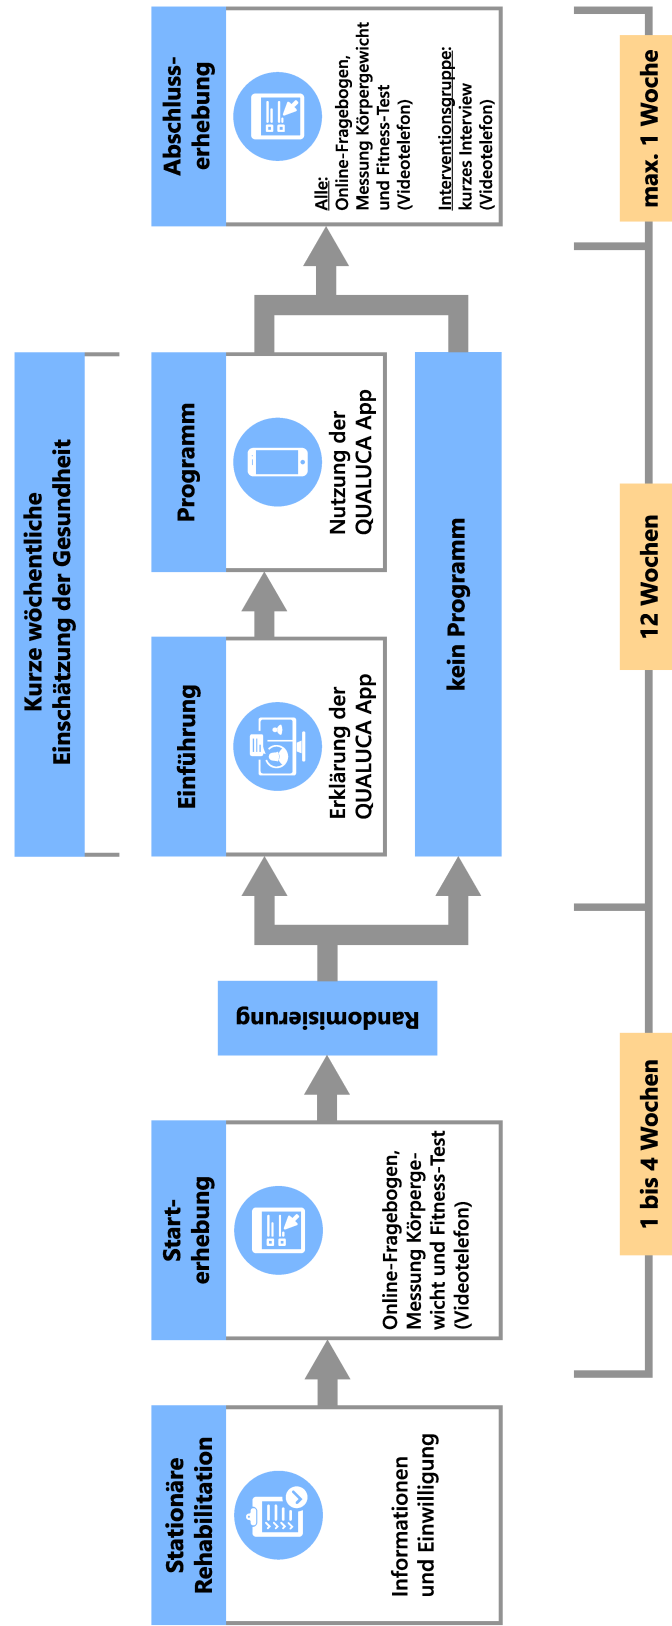 Kurze wöchentliche
Einschätzung der Gesundheit
Stationäre
Rehabilitation
Informationen
und Einwilligung
Start-
erhebung
Online-Fragebogen,
Messung Körperge-
wicht und Fitness-Test
(Videotelefon)
Randomisierung
Einführung
Erklärung der
QUALUCA App
Programm
Nutzung der
QUALUCA App
kein Programm
Abschluss-
erhebung
Alle:
Online-Fragebogen,
Messung Körpergewicht
und Fitness-Test
(Videotelefon)
Interventionsgruppe:
kurzes Interview
(Videotelefon)
1 bis 4 Wochen
12 Wochen
max. 1 Woche